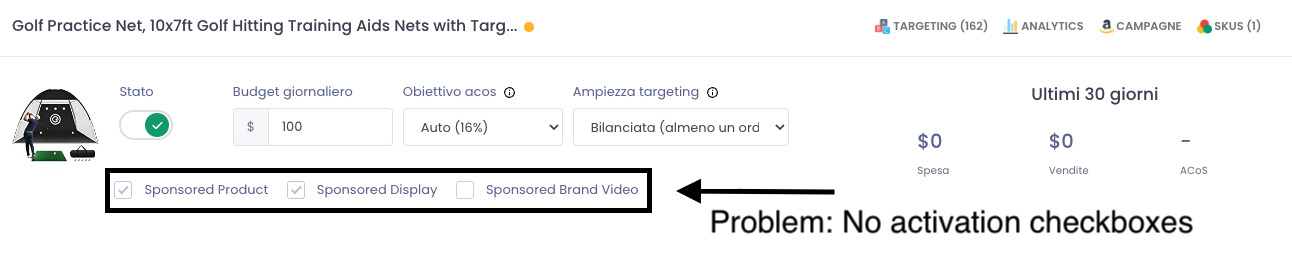 Golf Practice Net, 10x7ft Golf Hitting Training Aids Nets with Targ...
TARGETING (162) ANALYTICS CAMPAGNE SKUS (1)
Stato
Budget giornaliero
Obiettivo acos
Ampiezza targeting
$ 100
Auto (16%)
Bilanciata (almeno un ord
Ultimi 30 giorni
$0 $0 -
Spesa Vendite ACoS
Sponsored Product Sponsored Display Sponsored Brand Video
Problem: No activation checkboxes